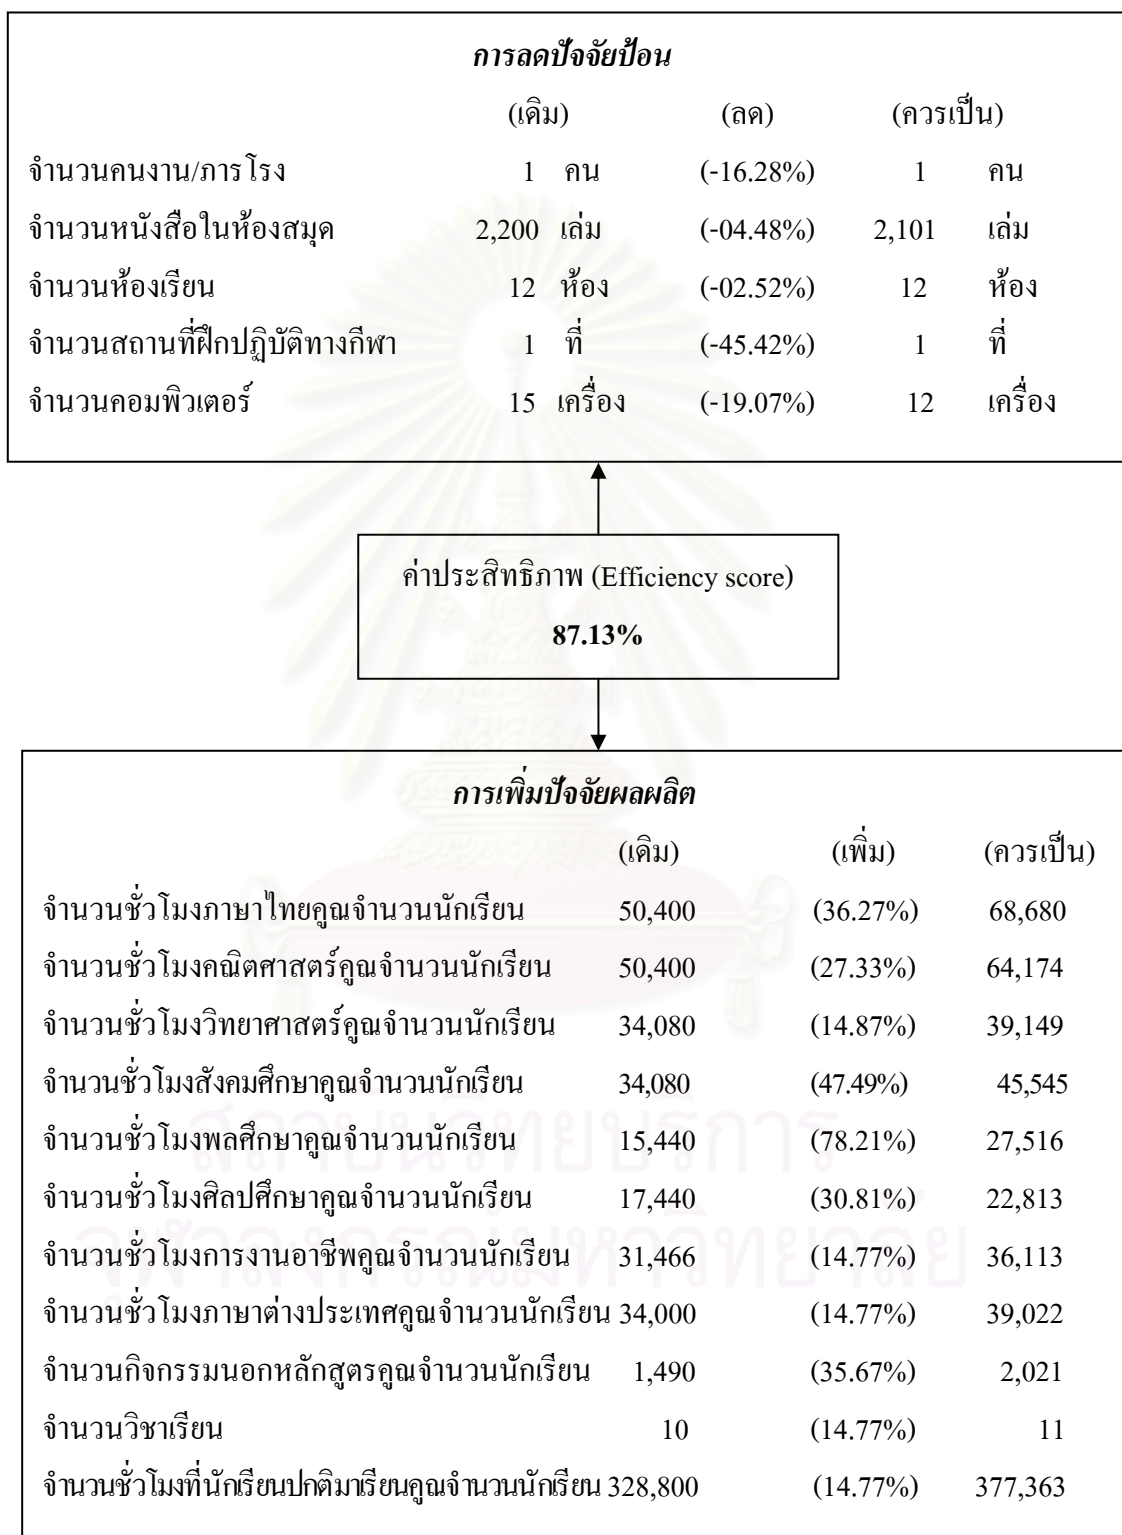 การลดปัจจัยป้อน
(เดิม) (ลด) (ควรเป็น)
จำนวนคนงาน/ภารโรง 1 คน (-16.28%) 1 คน
จำนวนหนังสือในห้องสมุด 2,200 เล่ม (-04.48%) 2,101 เล่ม
จำนวนห้องเรียน 12 ห้อง (-02.52%) 12 ห้อง
จำนวนสถานที่ฝึกปฏิบัติทางกีฬา 1 ที่ (-45.42%) 1 ที่
จำนวนคอมพิวเตอร์ 15 เครื่อง (-19.07%) 12 เครื่อง
ค่าประสิทธิภาพ (Efficiency score)
87.13%
การเพิ่มปัจจัยผลผลิต
(เดิม) (เพิ่ม) (ควรเป็น)
จำนวนชั่วโมงภาษาไทยคูณจำนวนนักเรียน 50,400 (36.27%) 68,680
จำนวนชั่วโมงคณิตศาสตร์คูณจำนวนนักเรียน 50,400 (27.33%) 64,174
จำนวนชั่วโมงวิทยาศาสตร์คูณจำนวนนักเรียน 34,080 (14.87%) 39,149
จำนวนชั่วโมงสังคมศึกษาคูณจำนวนนักเรียน 34,080 (47.49%) 45,545
จำนวนชั่วโมงพลศึกษาคูณจำนวนนักเรียน 15,440 (78.21%) 27,516
สถาบันวิทยบริการ
จำนวนชั่วโมงศิลปศึกษาคูณจำนวนนักเรียน 17,440 (30.81%) 22,813
จำนวนชั่วโมงการงานอาชีพคูณจำนวนนักเรียน 31,466 (14.77%) 36,113
จุฬาลงกรณ์มหาวิทยาลัย
จำนวนชั่วโมงภาษาต่างประเทศคูณจำนวนนักเรียน 34,000 (14.77%) 39,022
จำนวนกิจกรรมนอกหลักสูตรคูณจำนวนนักเรียน 1,490 (35.67%) 2,021
จำนวนวิชาเรียน 10 (14.77%) 11
จำนวนชั่วโมงที่นักเรียนปกติมาเรียนคูณจำนวนนักเรียน 328,800 (14.77%) 377,363